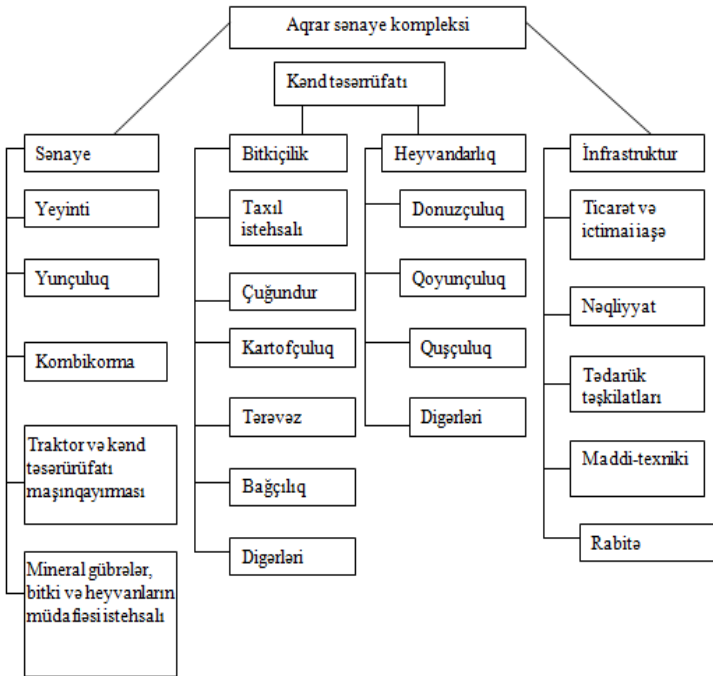 Aqrar sənaye kompleksi
Kənd təsərrüfatı
Sənaye
Yeyinti
Yunçuluq
Kombikorma
Traktor və kənd
təsərürüfatı
maşınqayırması
Mineral gübrələr,
bitki və heyvanların
müdafiəsi istehsalı
Bitkiçilik
Taxıl
istehsalı
Çuğundur
Kartofçuluq
Tərəvəz
Bağçılıq
Digərləri
Heyvandarlıq
Donuzçuluq
Qoyunçuluq
Quşçuluq
Digərləri
İnfrastruktur
Ticarət və
ictimai iaşə
Nəqliyyat
Tədarük
təşkilatları
Maddi-texniki
Rabitə